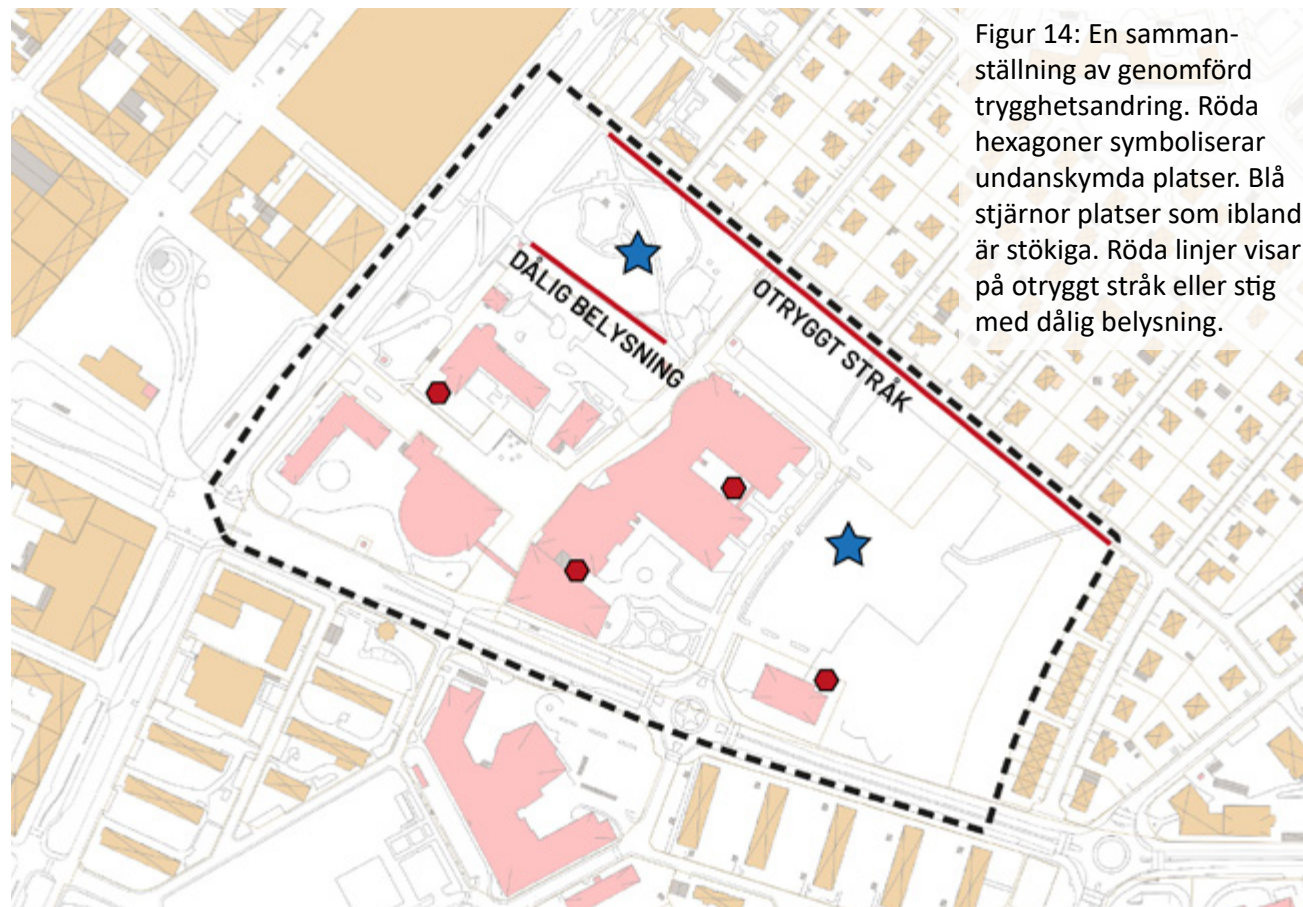 Figur 14: En samman-
ställning av genomförd
trygghetsandring. Röda
hexagoner symboliserar
undanskymda platser. Blå
stjärnor platser som ibland
är stökiga. Röda linjer visar
på otryggt stråk eller stig
med dålig belysning.
DÅLIG BELYSNING
OTRYGGT STRÅK